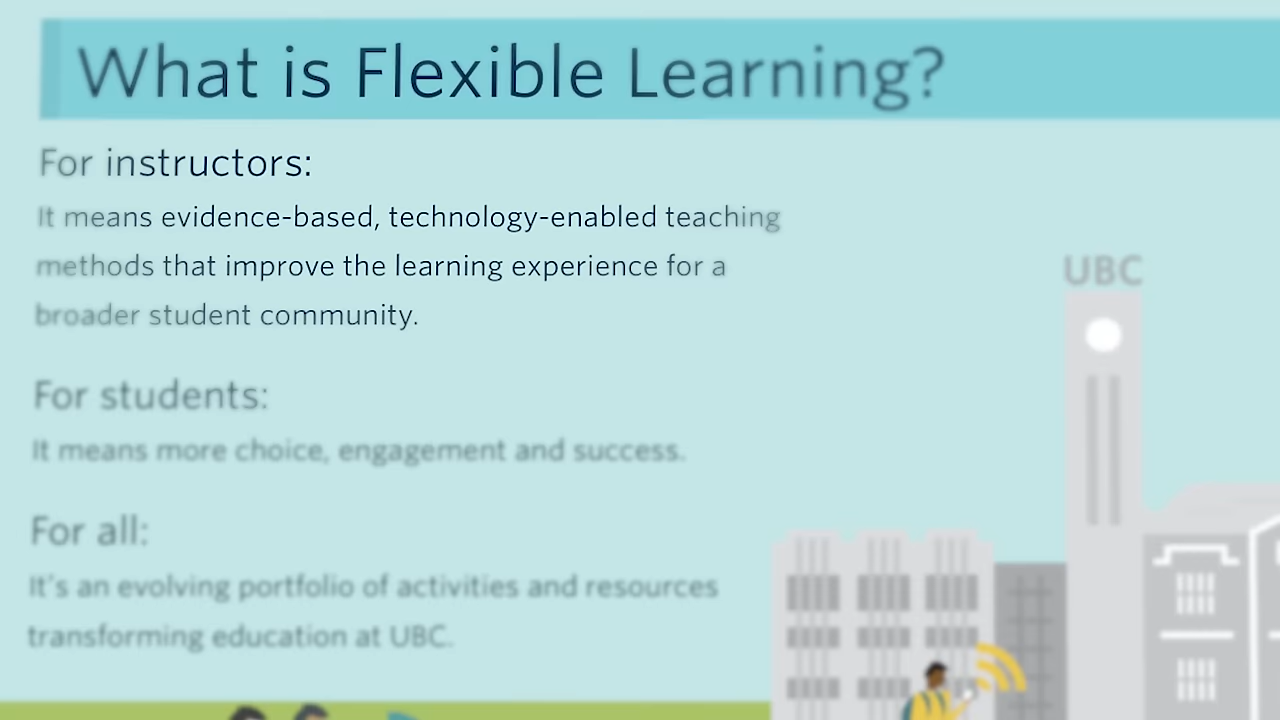 What is Flexible Learning?
For instructors:
It means evidence-based, technology-enabled teaching
methods that improve the learning experience for a
broader student community.
UBC
For students:
It means more choice, engagement and success.
For all:
It's an evolving portfolio of activities and resources
transforming education at UBC.